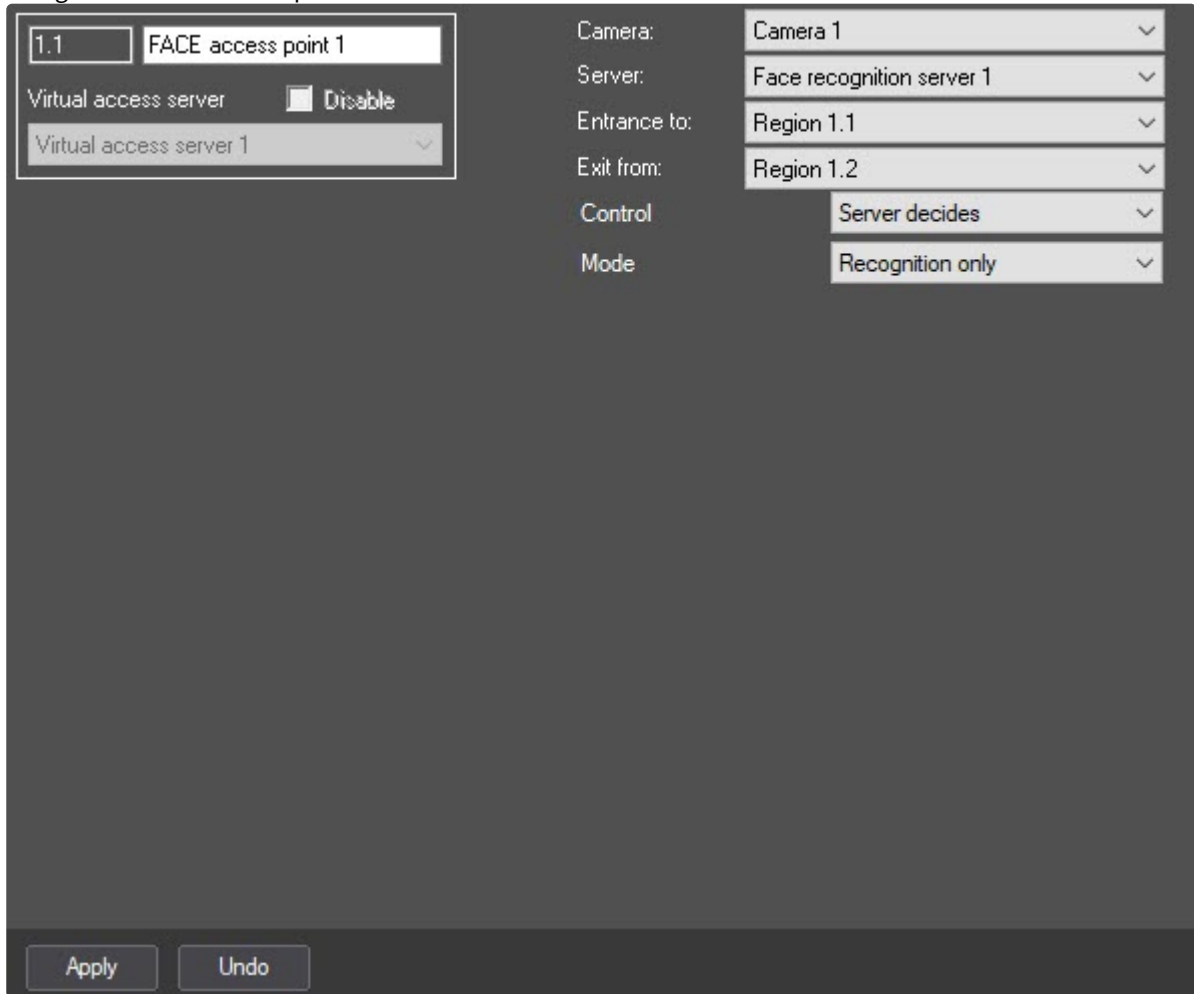 1.1 FACE access point 1
Virtual access server Disable
Virtual access server 1
Camera: Camera 1
Server: Face recognition server 1
Entrance to: Region 1.1
Exit from: Region 1.2
Control Server decides
Mode Recognition only
Apply Undo